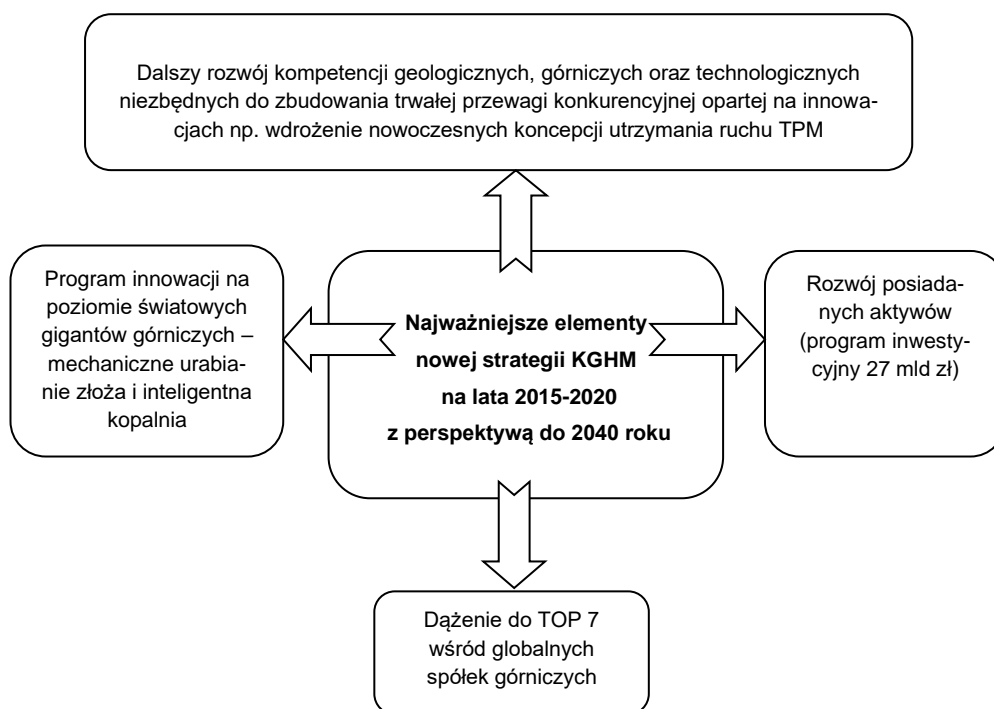 Dalszy rozwój kompetencji geologicznych, górniczych oraz technologicznych
niezbędnych do zbudowania trwałej przewagi konkurencyjnej opartej na innowa-
cjach np. wdrożenie nowoczesnych koncepcji utrzymania ruchu TPM
Program innowacji na
poziomie światowych
gigantów górniczych –
mechaniczne urabia-
nie złoża i inteligentna
kopalnia
Najważniejsze elementy
nowej strategii KGHM
na lata 2015-2020
z perspektywą do 2040 roku
Rozwój posiada-
nych aktywów
(program inwesty-
cyjny 27 mld zł)
Dążenie do TOP 7
wśród globalnych
spółek górniczych